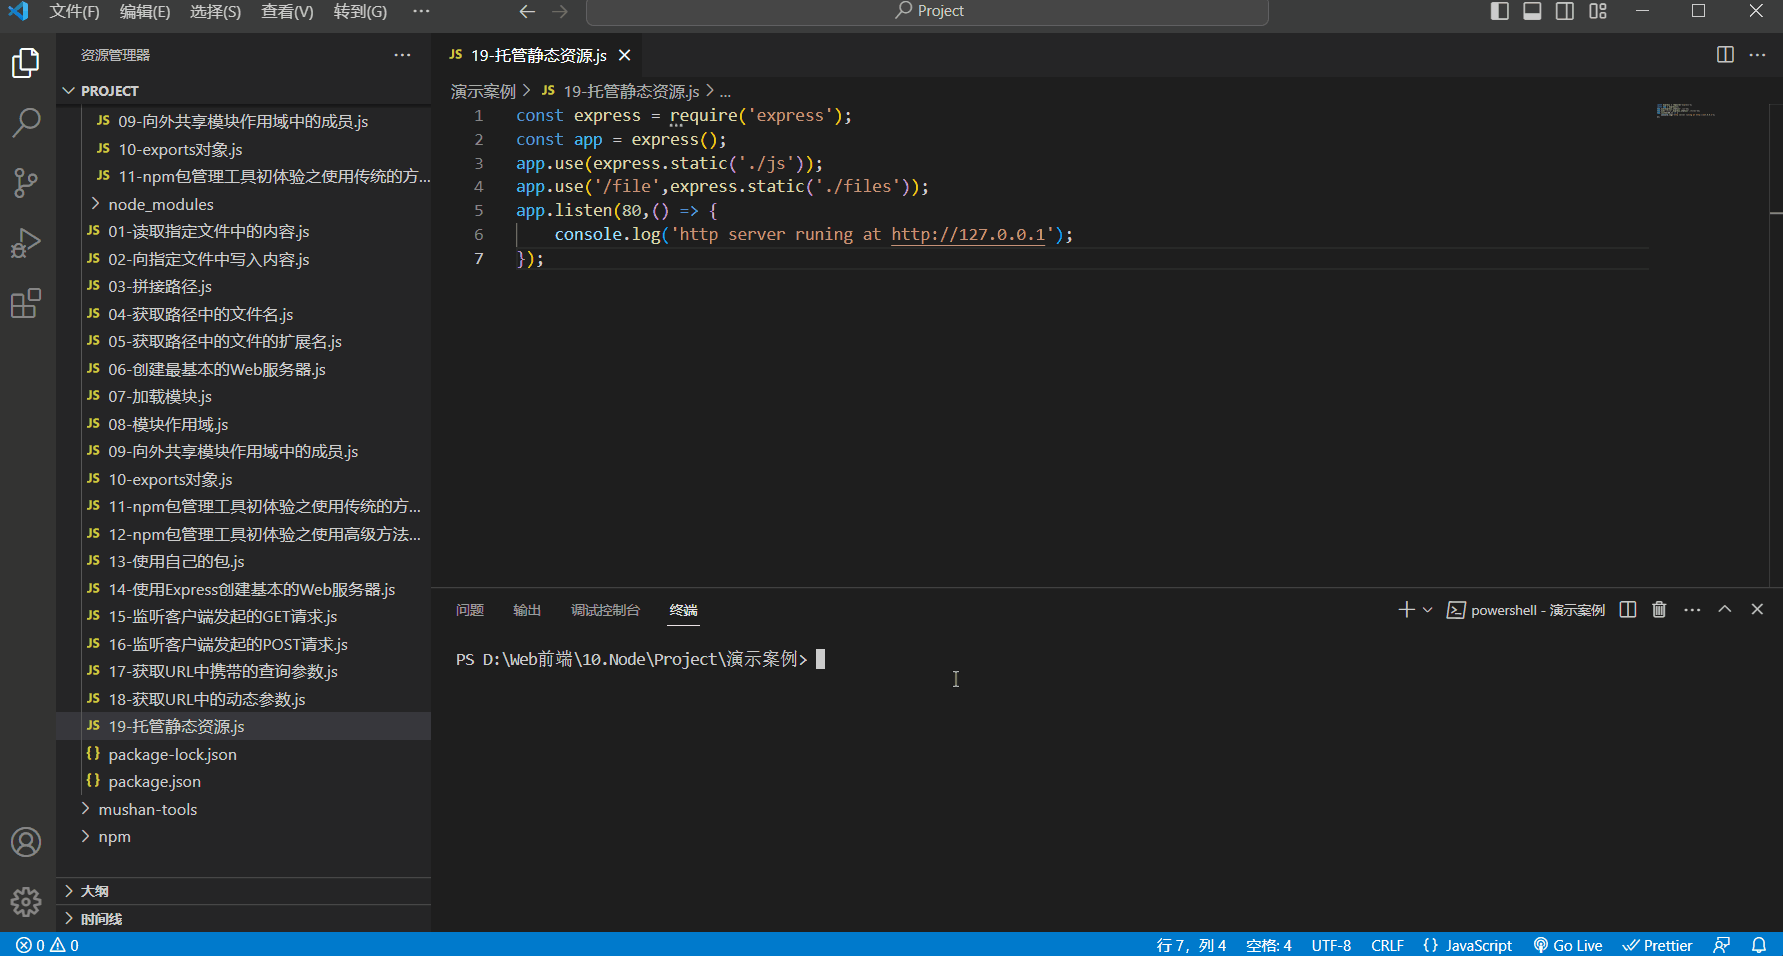 文件(F) 编辑(E) 选择(S) 查看(V) 转到(G) ··· Project
资源管理器 ···
JS 19-托管静态资源.js
PROJECT
演示案例 > JS 19-托管静态资源.js > ...
JS 09-向外共享模块作用域中的成员.js
JS 10-exports对象.js
JS 11-npm包管理工具初体验之使用传统的方...
node_modules
JS 01-读取指定文件中的内容.js
JS 02-向指定文件中写入内容.js
JS 03-拼接路径.js
JS 04-获取路径中的文件名.js
JS 05-获取路径中的文件的扩展名.js
JS 06-创建最基本的Web服务器.js
JS 07-加载模块.js
JS 08-模块作用域.js
JS 09-向外共享模块作用域中的成员.js
JS 10-exports对象.js
JS 11-npm包管理工具初体验之使用传统的方...
JS 12-npm包管理工具初体验之使用高级方法...
JS 13-使用自己的包.js
JS 14-使用Express创建基本的Web服务器.js
JS 15-监听客户端发起的GET请求.js
JS 16-监听客户端发起的POST请求.js
JS 17-获取URL中携带的查询参数.js
JS 18-获取URL中的动态参数.js
JS 19-托管静态资源.js
{} package-lock.json
{} package.json
mushan-tools
npm
大纲
时间线
1 const express = require('express');
2 const app = express();
3 app.use(express.static('./js'));
4 app.use('/file',express.static('./files'));
5 app.listen(80,() => {
6 console.log('http server runing at http://127.0.0.1');
7 });
问题 输出 调试控制台 终端 powershell - 演示案例
PS D:\Web前端\10.Node\Project\演示案例>
0 0 行 7，列 4 空格: 4 UTF-8 CRLF {} JavaScript Go Live Prettier